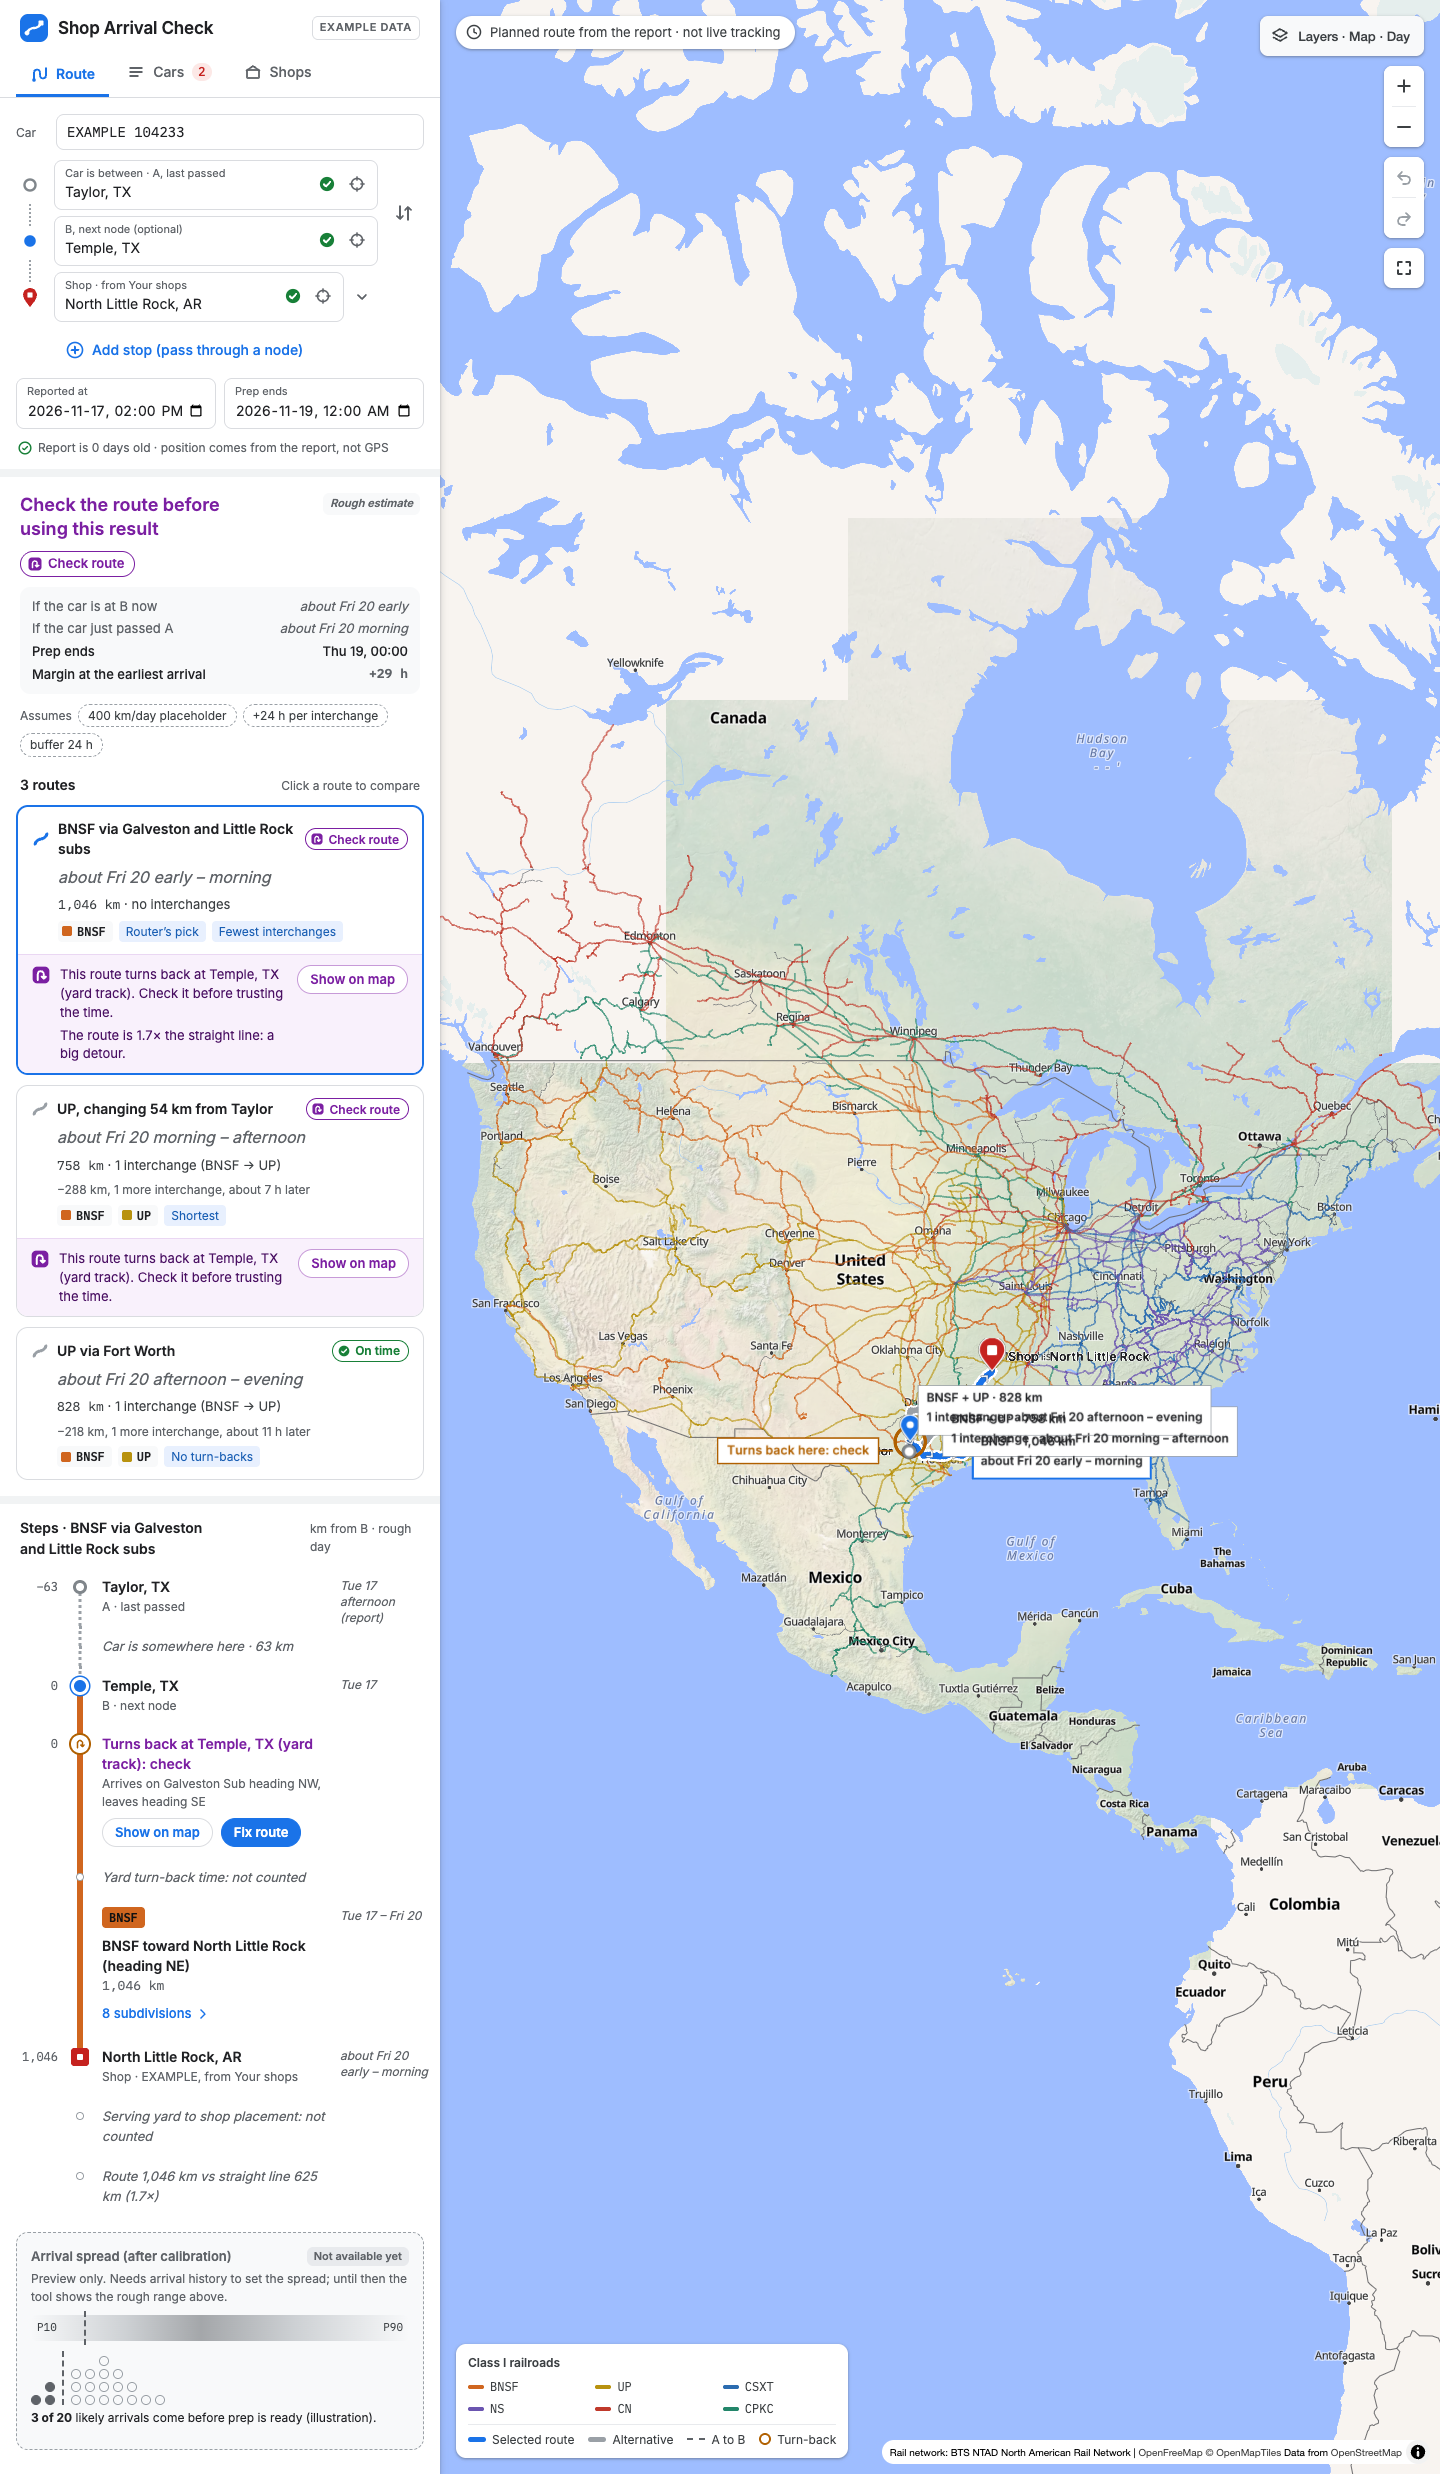 Shop Arrival Check
EXAMPLE DATA
Route
Cars 2
Shops
Car
EXAMPLE 104233
Car is between · A, last passed
Taylor, TX
B, next node (optional)
Temple, TX
Shop · from Your shops
North Little Rock, AR
Add stop (pass through a node)
Reported at
2026-11-17, 02:00 PM
Prep ends
2026-11-19, 12:00 AM
Report is 0 days old · position comes from the report, not GPS
Check the route before
using this result
Rough estimate
Check route
If the car is at B now
about Fri 20 early
If the car just passed A
about Fri 20 morning
Prep ends
Thu 19, 00:00
Margin at the earliest arrival
+29 h
Assumes
400 km/day placeholder
+24 h per interchange
buffer 24 h
3 routes
Click a route to compare
BNSF via Galveston and Little Rock
subs
Check route
about Fri 20 early – morning
1,046 km · no interchanges
BNSF
Router's pick
Fewest interchanges
This route turns back at Temple, TX
(yard track). Check it before trusting
the time.
Show on map
The route is 1.7× the straight line: a
big detour.
UP, changing 54 km from Taylor
Check route
about Fri 20 morning – afternoon
758 km · 1 interchange (BNSF → UP)
−288 km, 1 more interchange, about 7 h later
BNSF
UP
Shortest
This route turns back at Temple, TX
(yard track). Check it before trusting
the time.
Show on map
UP via Fort Worth
On time
about Fri 20 afternoon – evening
828 km · 1 interchange (BNSF → UP)
−218 km, 1 more interchange, about 11 h later
BNSF
UP
No turn-backs
Steps · BNSF via Galveston
and Little Rock subs
km from B · rough
day
−63
Taylor, TX
A · last passed
Tue 17
afternoon
(report)
Car is somewhere here · 63 km
0
Temple, TX
B · next node
Tue 17
0
Turns back at Temple, TX (yard
track): check
Arrives on Galveston Sub heading NW,
leaves heading SE
Show on map
Fix route
Yard turn-back time: not counted
BNSF
Tue 17 – Fri 20
BNSF toward North Little Rock
(heading NE)
1,046 km
8 subdivisions
1,046
North Little Rock, AR
Shop · EXAMPLE, from Your shops
about Fri 20
early – morning
Serving yard to shop placement: not
counted
Route 1,046 km vs straight line 625
km (1.7×)
Arrival spread (after calibration)
Not available yet
Preview only. Needs arrival history to set the spread; until then the
tool shows the rough range above.
P10
P90
3 of 20 likely arrivals come before prep is ready (illustration).
Planned route from the report · not live tracking
Layers · Map · Day
Yellowknife
Canada
Hudson
Bay
Edmonton
Saskatoon
Calgary
Regina
Winnipeg
Vancouver
Thunder Bay
Seattle
Helena
Bismarck
Quebec
Portland
Ottawa
Minneapolis
Pierre
Boise
Toronto
Milwaukee
Detroit
Boston
Chicago
Omaha
Cheyenne
Salt Lake City
New York
Pittsburgh
Denver
United
States
Cincinnati
Washington
Saint Louis
San Francisco
Norfolk
Las Vegas
Nashville
Raleigh
Santa Fe
Oklahoma City
Shop · North Little Rock
Los Angeles
Phoenix
Atlanta
San Diego
BNSF + UP · 828 km
1 interchange · about Fri 20 afternoon – evening
BNSF + UP · 758 km
1 interchange · about Fri 20 morning – afternoon
BNSF · 1,046 km
about Fri 20 early – morning
Turns back here: check
Hami
Chihuahua City
Gulf of
California
Tampa
Monterrey
Miami
Gulf of
Mexico
The
Bahamas
Mazatlán
Mexico
Cuba
Tampico
Guadalajara
Mérida
Cancún
Mexico City
Dominican
Republic
San Juan
Jamaica
Acapulco
Tuxtla Gutiérrez
Belize
Guatemala
Honduras
Caribbean
Sea
El Salvador
Nicaragua
Aruba
Cartagena
Maracaibo
Caracas
Costa Rica
Panama
San Cristobal
Venezuel
Medellín
Cali
Colombia
Mitú
Quito
Ecuador
Leticia
Peru
Trujillo
Riberalta
Lima
Cuzco
Ica
La Paz
Tacna
Boliv
Sucre
Iquique
Antofagasta
Class I railroads
BNSF
UP
CSXT
NS
CN
CPKC
Selected route
Alternative
A to B
Turn-back
Rail network: BTS NTAD North American Rail Network | OpenFreeMap © OpenMapTiles Data from OpenStreetMap